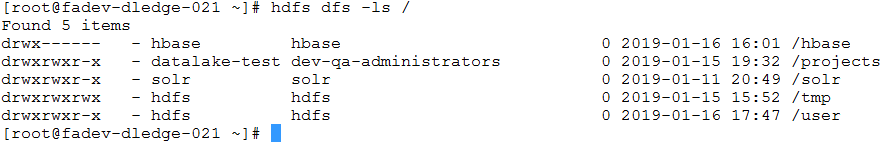 [root@fadev-dledge-021 ~]# hdfs dfs -ls /
Found 5 items
drwx------   - hbase         hbase                          0 2019-01-16 16:01 /hbase
drwxrwxr-x   - datalake-test dev-qa-administrators          0 2019-01-15 19:32 /projects
drwxrwxr-x   - solr          solr                           0 2019-01-11 20:49 /solr
drwxrwxrwx   - hdfs          hdfs                           0 2019-01-15 15:52 /tmp
drwxrwxr-x   - hdfs          hdfs                           0 2019-01-16 17:47 /user
[root@fadev-dledge-021 ~]#